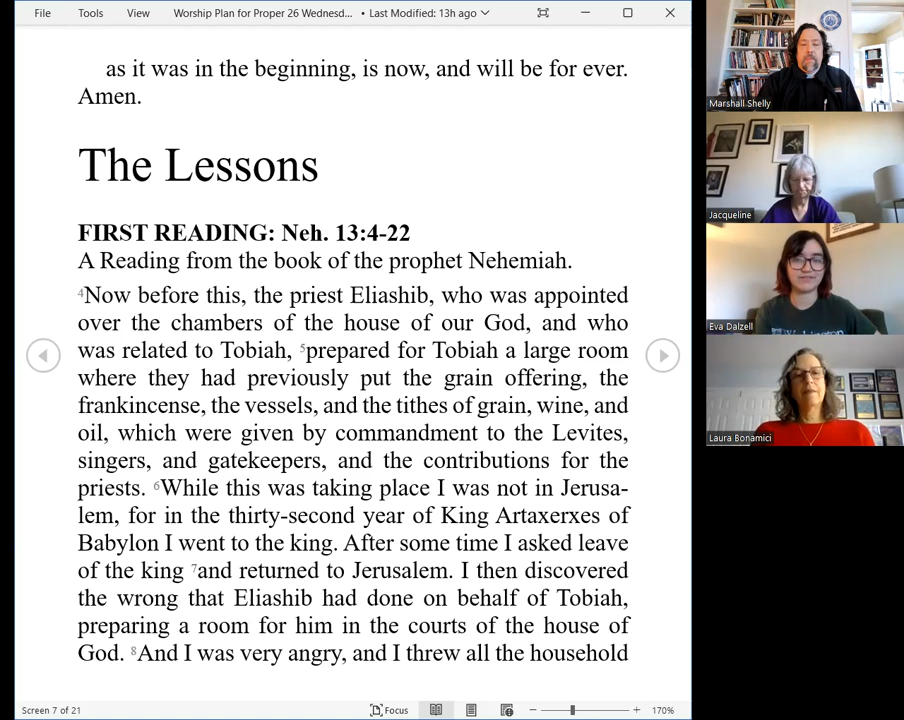 File Tools View Worship Plan for Proper 26 Wednesd... • Last Modified: 13h ago
as it was in the beginning, is now, and will be for ever.
Amen.
The Lessons
FIRST READING: Neh. 13:4-22
A Reading from the book of the prophet Nehemiah.
4Now before this, the priest Eliashib, who was appointed
over the chambers of the house of our God, and who
was related to Tobiah, 5prepared for Tobiah a large room
where they had previously put the grain offering, the
frankincense, the vessels, and the tithes of grain, wine, and
oil, which were given by commandment to the Levites,
singers, and gatekeepers, and the contributions for the
priests. 6While this was taking place I was not in Jerusa-
lem, for in the thirty-second year of King Artaxerxes of
Babylon I went to the king. After some time I asked leave
of the king 7and returned to Jerusalem. I then discovered
the wrong that Eliashib had done on behalf of Tobiah,
preparing a room for him in the courts of the house of
God. 8And I was very angry, and I threw all the household
Screen 7 of 21 Focus 170%
Marshall Shelly
Jacqueline
Eva Dalzell
Laura Bonamici